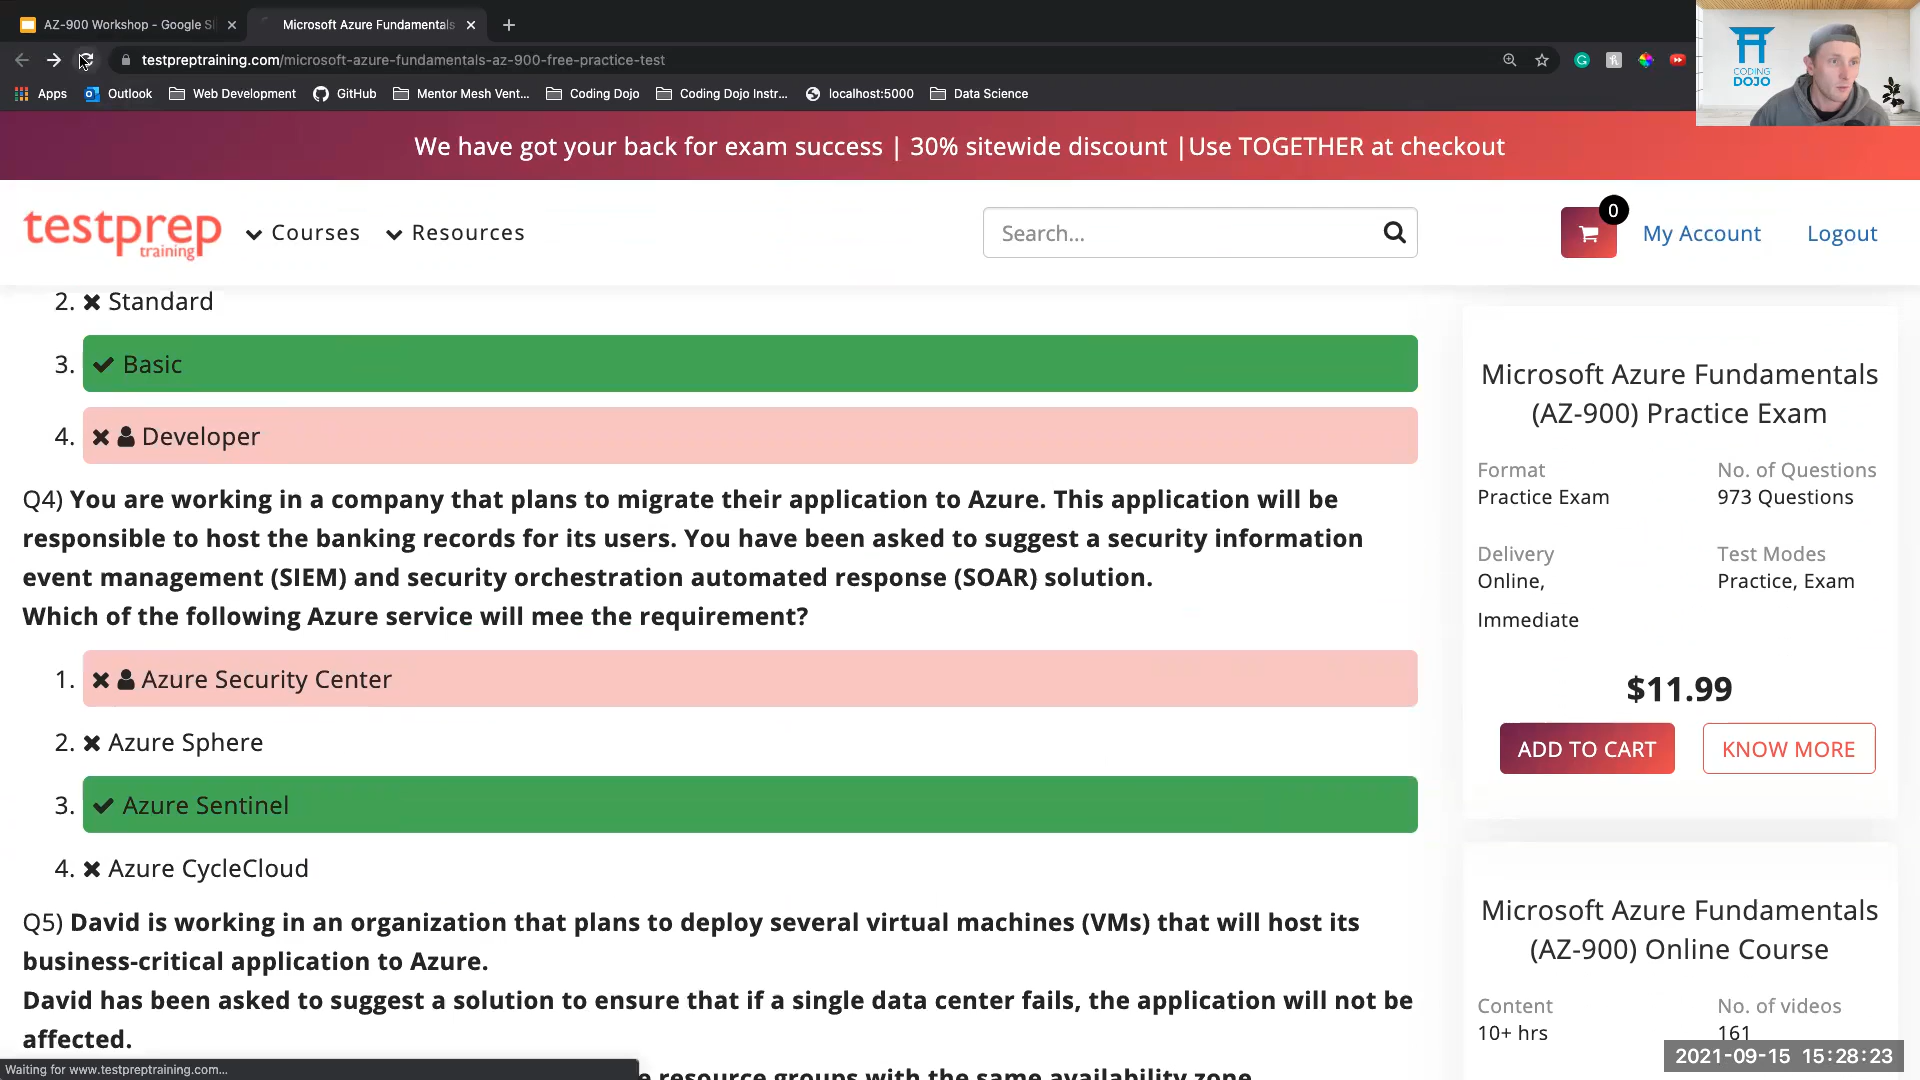 AZ-900 Workshop - Google Sl
Microsoft Azure Fundamentals
testpreptraining.com/microsoft-azure-fundamentals-az-900-free-practice-test
Apps
Outlook
Web Development
GitHub
Mentor Mesh Vent...
Coding Dojo
Coding Dojo Instr...
localhost:5000
Data Science
CODING
DOJO
We have got your back for exam success | 30% sitewide discount |Use TOGETHER at checkout
testprep
training
Courses
Resources
Search...
0
My Account
Logout
2. Standard
3. Basic
4. Developer
Q4) You are working in a company that plans to migrate their application to Azure. This application will be
responsible to host the banking records for its users. You have been asked to suggest a security information
event management (SIEM) and security orchestration automated response (SOAR) solution.
Which of the following Azure service will mee the requirement?
1. Azure Security Center
2. Azure Sphere
3. Azure Sentinel
4. Azure CycleCloud
Q5) David is working in an organization that plans to deploy several virtual machines (VMs) that will host its
business-critical application to Azure.
David has been asked to suggest a solution to ensure that if a single data center fails, the application will not be
affected.
e resource groups with the same availability zone
Waiting for www.testpreptraining.com...
Microsoft Azure Fundamentals
(AZ-900) Practice Exam
Format
No. of Questions
Practice Exam
973 Questions
Delivery
Test Modes
Online,
Practice, Exam
Immediate
$11.99
ADD TO CART
KNOW MORE
Microsoft Azure Fundamentals
(AZ-900) Online Course
Content
No. of videos
10+ hrs
161
2021-09-15 15:28:23